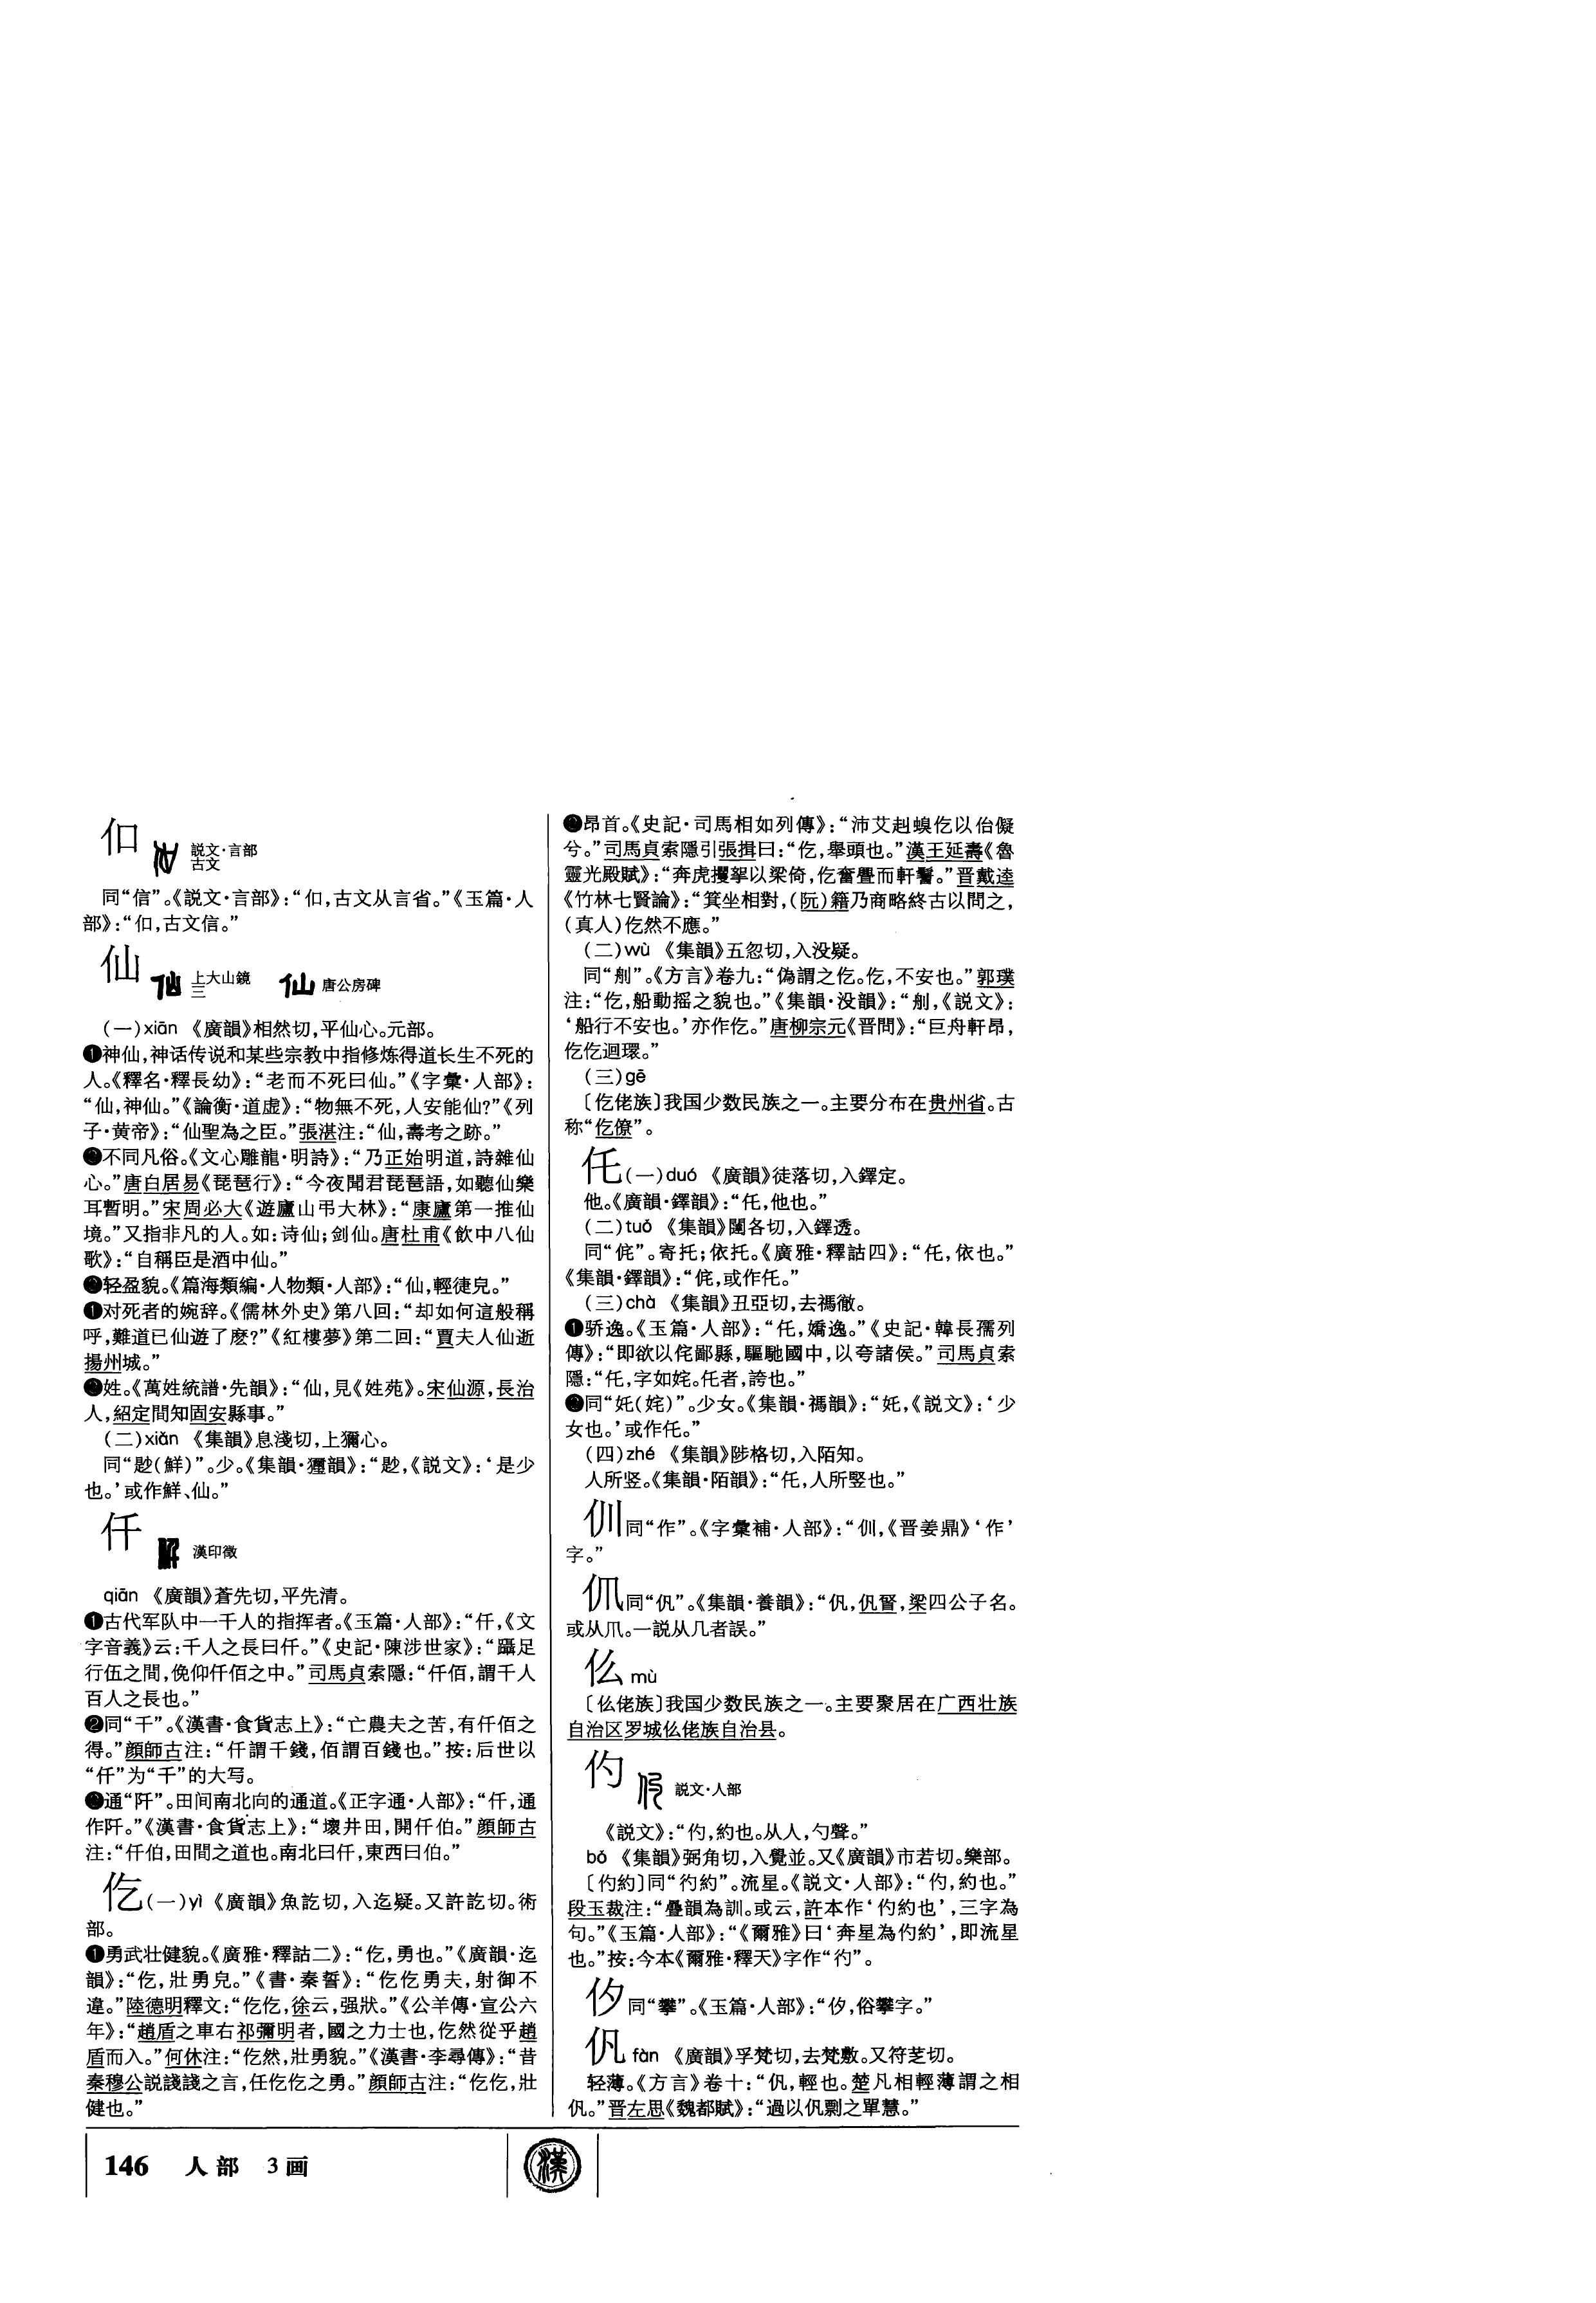 㐰
説文·言部
古文
同“信”。《説文·言部》：“㐰，古文从言省。”《玉篇·人
部》：“㐰，古文信。”
仙
上大山鏡
三
唐公房碑
（一）xiān 《廣韻》相然切，平仙心。元部。
❶神仙，神话传说和某些宗教中指修炼得道长生不死的
人。《釋名·釋長幼》：“老而不死曰仙。”《字彙·人部》：
“仙，神仙。”《論衡·道虚》：“物無不死，人安能仙？”《列
子·黄帝》：“仙聖為之臣。”張湛注：“仙，壽考之跡。”
❷不同凡俗。《文心雕龍·明詩》：“乃正始明道，詩雜仙
心。”唐白居易《琵琶行》：“今夜聞君琵琶語，如聽仙樂
耳暫明。”宋周必大《遊廬山弔大林》：“康廬第一推仙
境。”又指非凡的人。如：诗仙；剑仙。唐杜甫《飲中八仙
歌》：“自稱臣是酒中仙。”
❸轻盈貌。《篇海類編·人物類·人部》：“仙，輕徢皃。”
❹对死者的婉辞。《儒林外史》第八回：“却如何這般稱
呼，難道已仙遊了麽？”《紅樓夢》第二回：“賈夫人仙逝
揚州城。”
❺姓。《萬姓統譜·先韻》：“仙，見《姓苑》。宋仙源，長治
人，紹定間知固安縣事。”
（二）xiǎn 《集韻》息淺切，上獮心。
同“尟（鮮）”。少。《集韻·𤣗韻》：“尟，《説文》：‘是少
也。’或作鮮、仙。”
仟
漢印徵
qiān 《廣韻》蒼先切，平先清。
❶古代军队中一千人的指挥者。《玉篇·人部》：“仟，《文
字音義》云：千人之長曰仟。”《史記·陳涉世家》：“躡足
行伍之間，俛仰仟佰之中。”司馬貞索隱：“仟佰，謂千人
百人之長也。”
❷同“千”。《漢書·食貨志上》：“亡農夫之苦，有仟佰之
得。”顔師古注：“仟謂千錢，佰謂百錢也。”按：后世以
“仟”为“千”的大写。
❸通“阡”。田间南北向的通道。《正字通·人部》：“仟，通
作阡。”《漢書·食貨志上》：“壞井田，開仟伯。”顔師古
注：“仟伯，田間之道也。南北曰仟，東西曰伯。”
仡（一）yì 《廣韻》魚訖切，入迄疑。又許訖切。術
部。
❶勇武壮健貌。《廣雅·釋詁二》：“仡，勇也。”《廣韻·迄
韻》：“仡，壯勇皃。”《書·秦誓》：“仡仡勇夫，射御不
違。”陸德明釋文：“仡仡，徐云，强狀。”《公羊傳·宣公六
年》：“趙盾之車右祁彌明者，國之力士也，仡然從乎趙
盾而入。”何休注：“仡然，壯勇貌。”《漢書·李尋傳》：“昔
秦穆公説諓諓之言，任仡仡之勇。”顔師古注：“仡仡，壯
健也。”
❷昂首。《史記·司馬相如列傳》：“沛艾赳螑仡以佁儗
兮。”司馬貞索隱引張揖曰：“仡，舉頭也。”漢王延壽《魯
靈光殿賦》：“奔虎攫挐以梁倚，仡奮舋而軒鬐。”晋戴逵
《竹林七賢論》：“箕坐相對，（阮）籍乃商略終古以問之，
（真人）仡然不應。”
（二）wù 《集韻》五忽切，入没疑。
同“刖”。《方言》卷九：“偽謂之仡。仡，不安也。”郭璞
注：“仡，船動摇之貌也。”《集韻·没韻》：“刖，《説文》：
‘船行不安也。’亦作仡。”唐柳宗元《晋問》：“巨舟軒昂，
仡仡迴環。”
（三）gē
〔仡佬族〕我国少数民族之一。主要分布在贵州省。古
称“仡僚”。
仛（一）duó 《廣韻》徒落切，入鐸定。
他。《廣韻·鐸韻》：“仛，他也。”
（二）tuǒ 《集韻》闥各切，入鐸透。
同“侂”。寄托；依托。《廣雅·釋詁四》：“仛，依也。”
《集韻·鐸韻》：“侂，或作仛。”
（三）chà 《集韻》丑亞切，去禡徹。
❶骄逸。《玉篇·人部》：“仛，嬌逸。”《史記·韓長孺列
傳》：“即欲以侘鄙縣，驅馳國中，以夸諸侯。”司馬貞索
隱：“仛，字如姹。仛者，誇也。”
❷同“奼（姹）”。少女。《集韻·禡韻》：“奼，《説文》：‘少
女也。’或作仛。”
（四）zhé 《集韻》陟格切，入陌知。
人所竖。《集韻·陌韻》：“仛，人所竪也。”
㐱同“作”。《字彙補·人部》：“，《晋姜鼎》‘作’
字。”
同“仉”。《集韻·養韻》：“仉，仉䝨，梁四公子名。
或从爪。一説从几者誤。”
仫 mù
〔仫佬族〕我国少数民族之一。主要聚居在广西壮族
自治区罗城仫佬族自治县。
仢
説文·人部
《説文》：“仢，約也。从人，勺聲。”
bó 《集韻》弼角切，入覺並。又《廣韻》市若切。樂部。
〔仢約〕同“彴約”。流星。《説文·人部》：“仢，約也。”
段玉裁注：“疊韻為訓。或云，許本作‘仢約也’，三字為
句。”《玉篇·人部》：“《爾雅》曰‘奔星為仢約’，即流星
也。”按：今本《爾雅·釋天》字作“彴”。
㐴同“攀”。《玉篇·人部》：“，俗攀字。”
仉 fàn 《廣韻》孚梵切，去梵敷。又符芝切。
轻薄。《方言》卷十：“㐲，輕也。楚凡相輕薄謂之相
㐲。”晋左思《魏都賦》：“過以㐲剽之單慧。”
146 人部 3画
漢